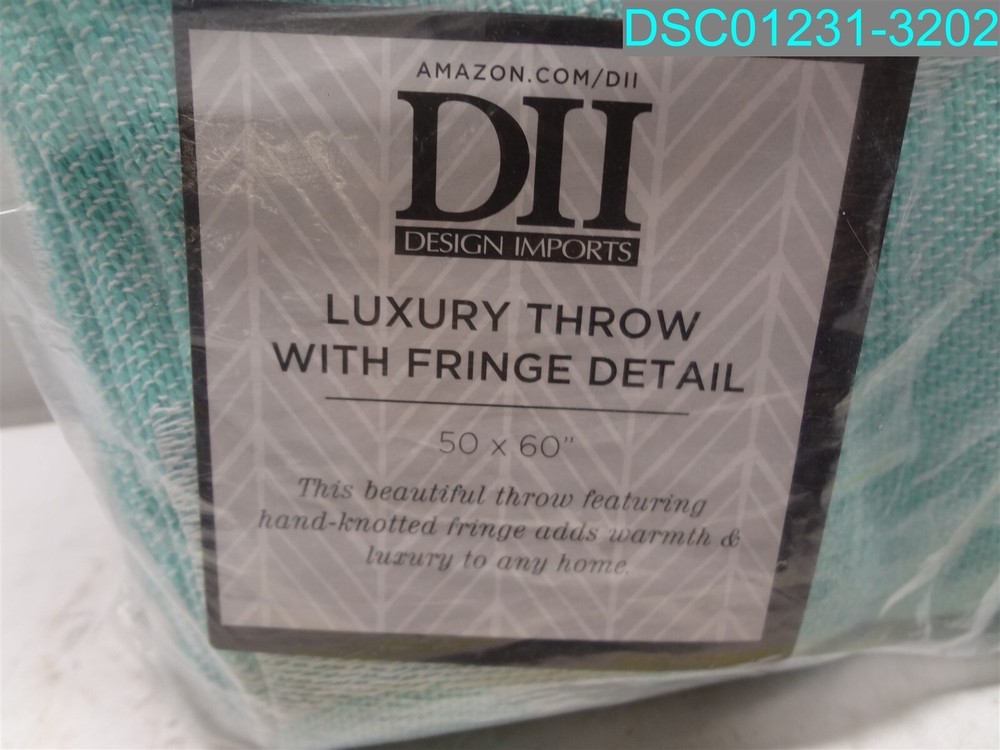 DSC01231-3202
AMAZON.COM/DII
DII
DESIGN IMPORTS
LUXURY THROW
WITH FRINGE DETAIL
50 x 60"
This beautiful throw featuring
hand-knotted fringe adds warmth &
luxury to any home.